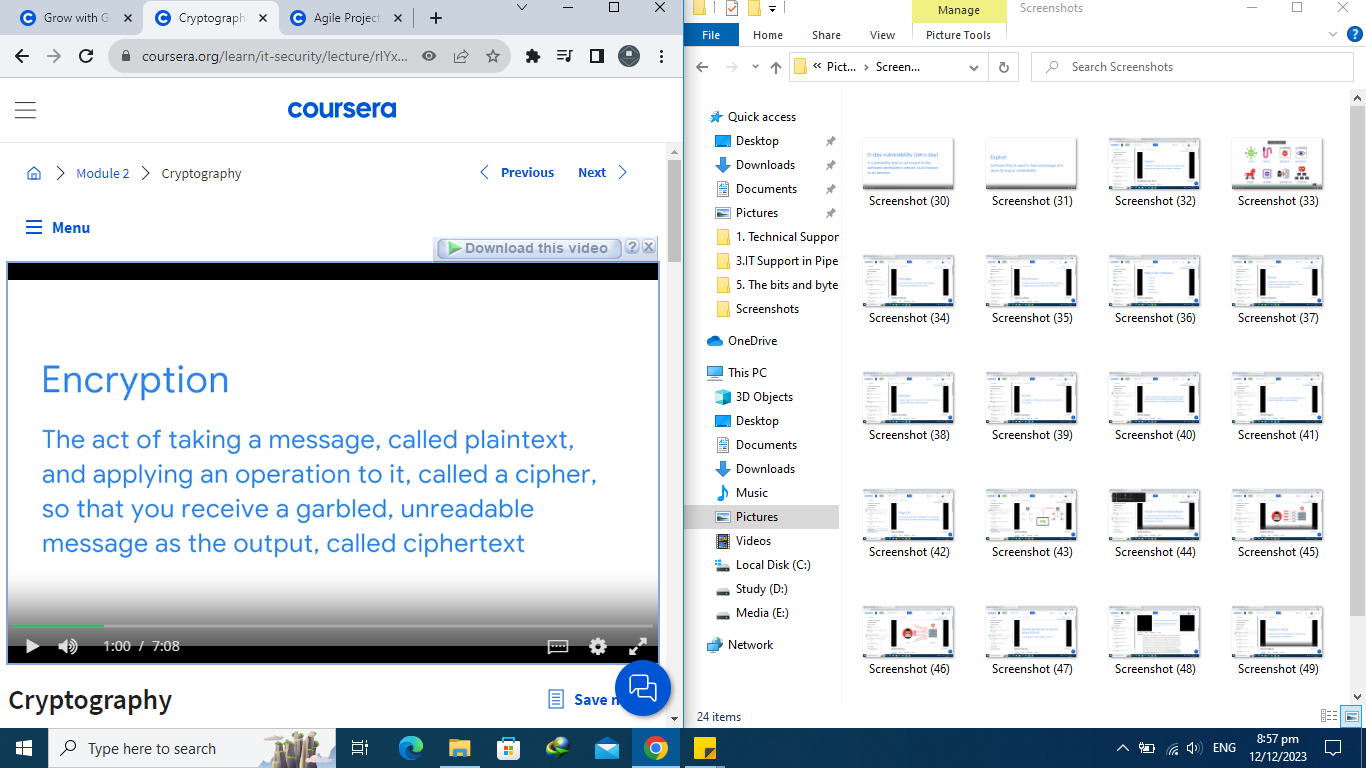 Grow with G
Cryptograph
Agile Project
coursera.org/learn/it-security/lecture/rlYx...
coursera
Module 2
Cryptography
Previous
Next
Menu
Download this video
Encryption
The act of taking a message, called plaintext,
and applying an operation to it, called a cipher,
so that you receive a garbled, unreadable
message as the output, called ciphertext
1:00 / 7:08
Cryptography
Save n
Manage
Screenshots
File
Home
Share
View
Picture Tools
« Pict... > Screen...
Search Screenshots
Quick access
Desktop
Downloads
Documents
Pictures
1. Technical Suppor
3.IT Support in Pipe
5. The bits and byte
Screenshots
OneDrive
This PC
3D Objects
Desktop
Documents
Downloads
Music
Pictures
Videos
Local Disk (C:)
Study (D:)
Media (E:)
Network
0-day vulnerability (zero day)
Exploit
Screenshot (30)
Screenshot (31)
Screenshot (32)
Screenshot (33)
Screenshot (34)
Screenshot (35)
Screenshot (36)
Screenshot (37)
Screenshot (38)
Screenshot (39)
Screenshot (40)
Screenshot (41)
Screenshot (42)
Screenshot (43)
Screenshot (44)
Screenshot (45)
Screenshot (46)
Screenshot (47)
Screenshot (48)
Screenshot (49)
24 items
Type here to search
ENG
8:57 pm
12/12/2023